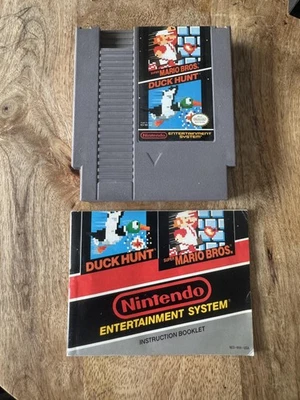 SUPER
MARIO BROS.
DUCK HUNT
Nintendo
ENTERTAINMENT
SYSTEM
DUCK HUNT
SUPER
MARIO BROS.
Nintendo
ENTERTAINMENT SYSTEM
INSTRUCTION BOOKLET